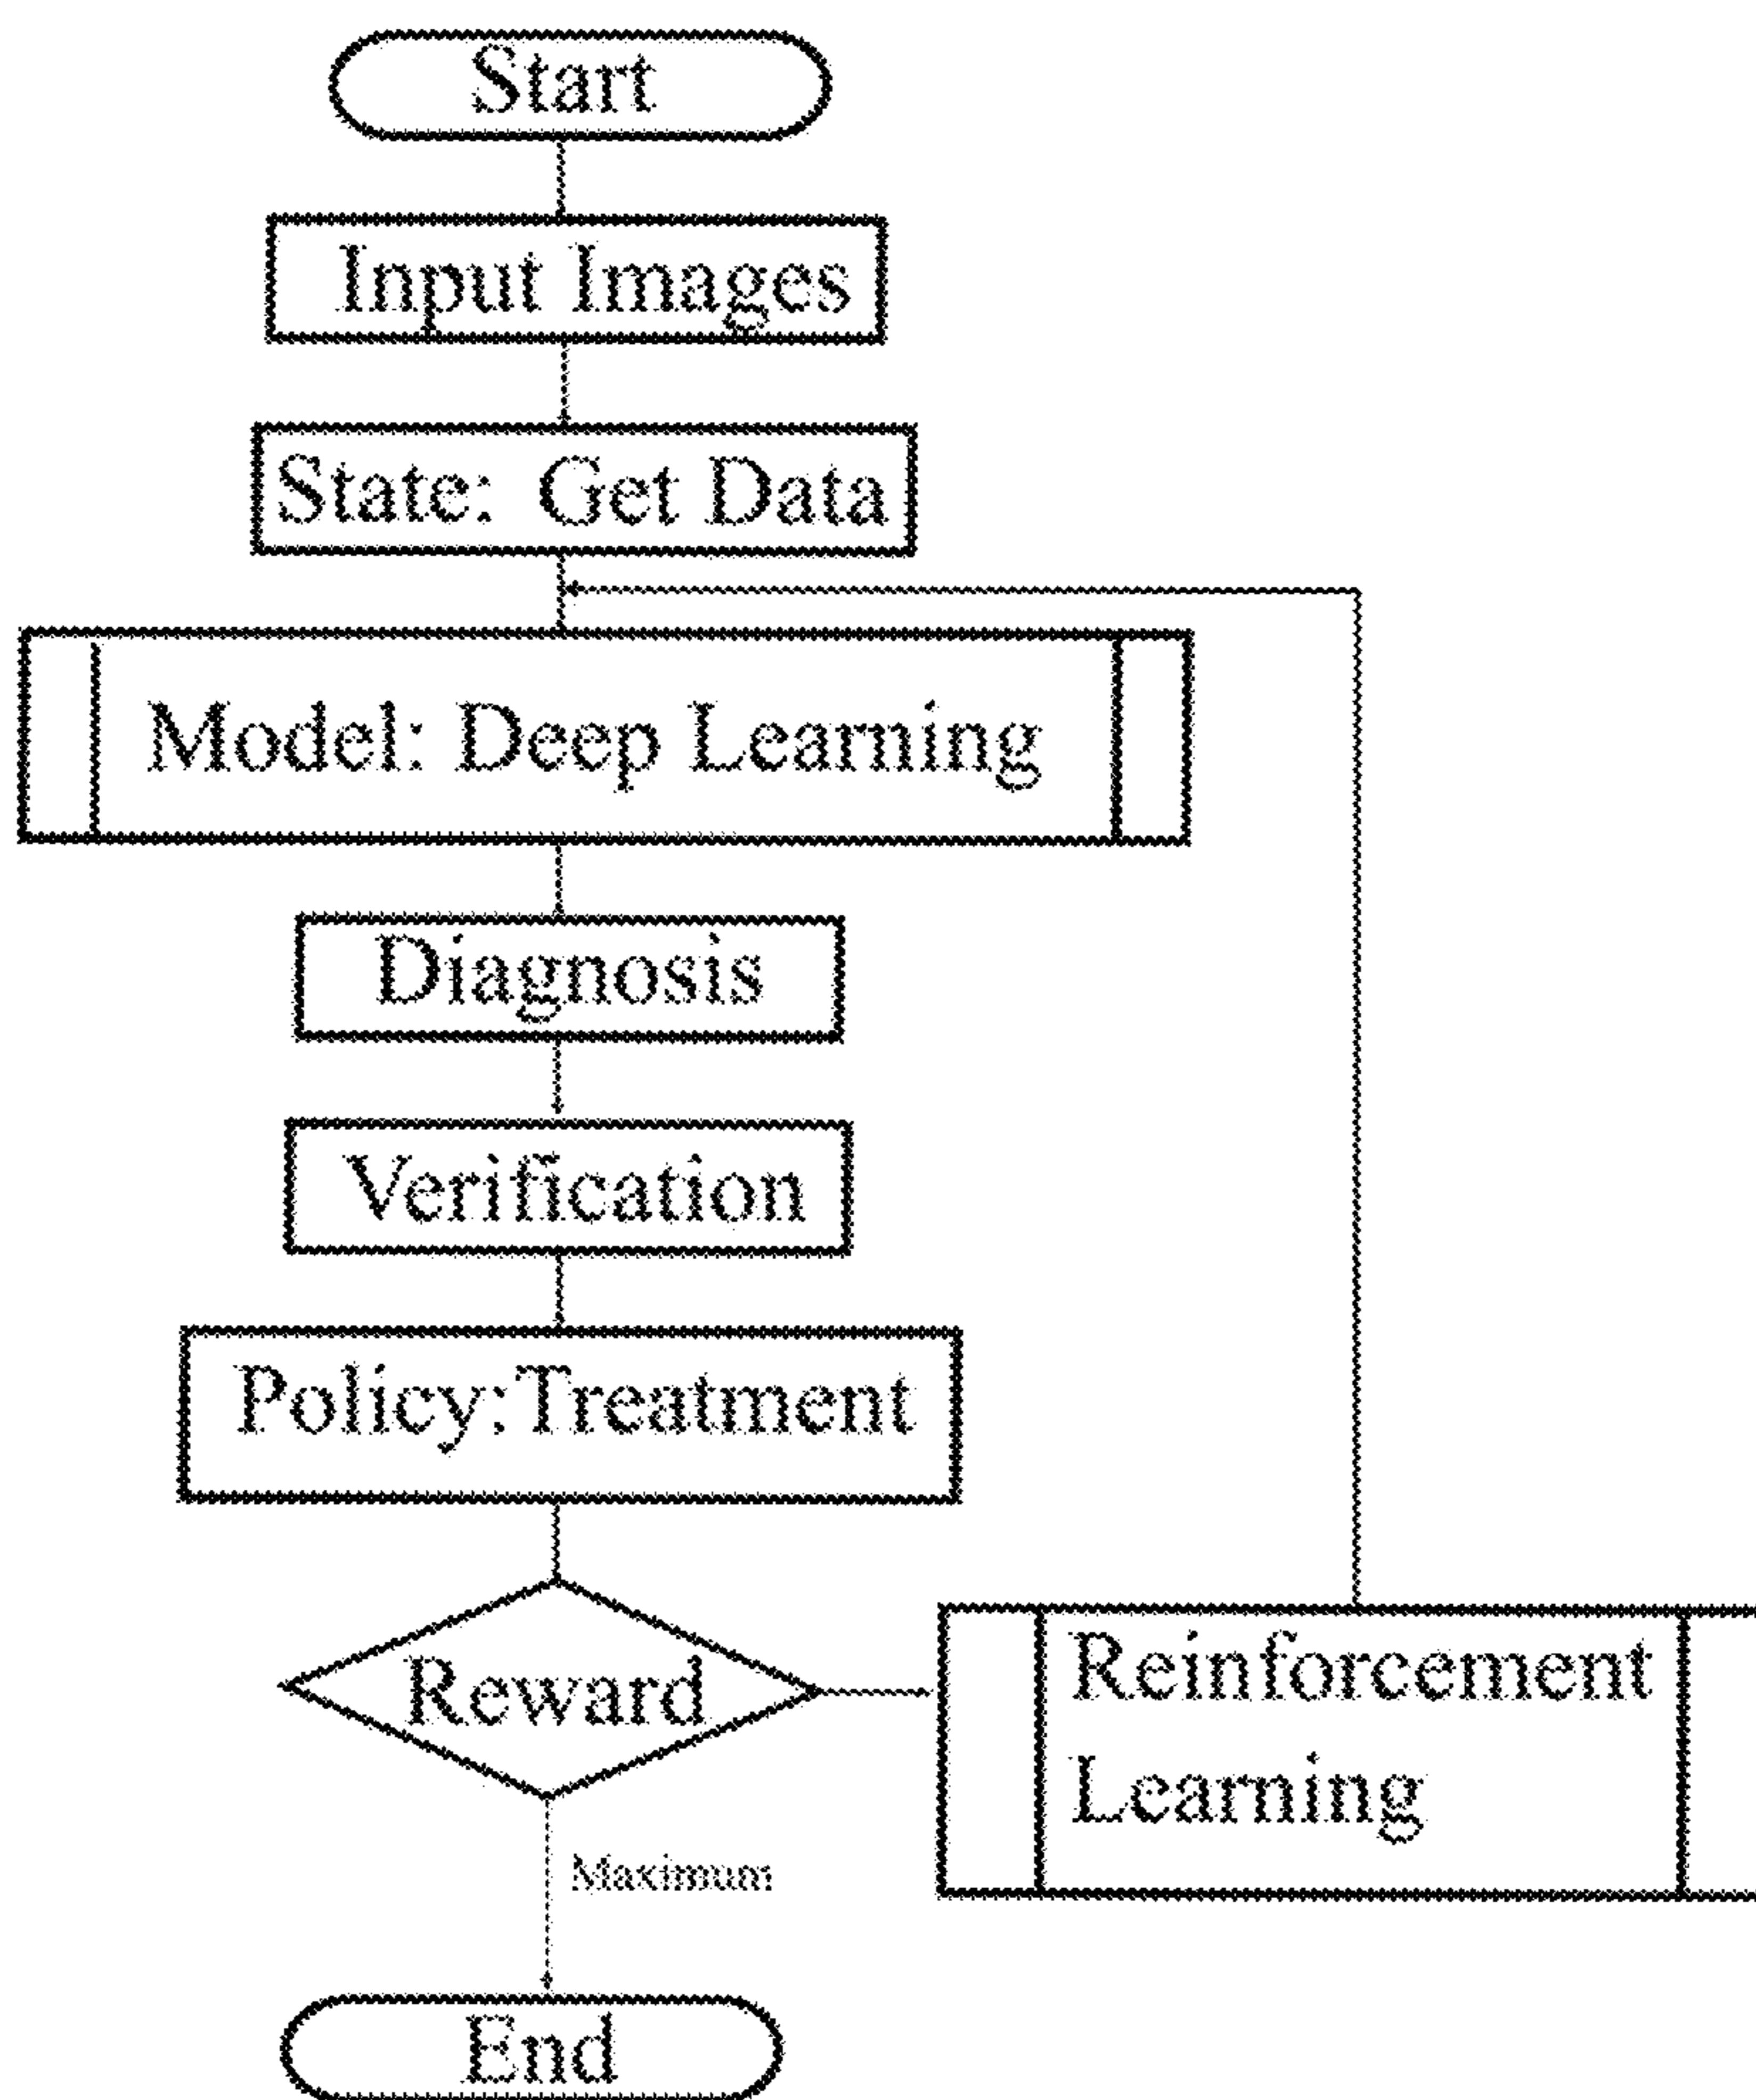 Start
Input Images
State: Get Data
Model: Deep Learning
Diagnosis
Verification
Policy:Treatment
Reward
Reinforcement
Learning
Maximum
End